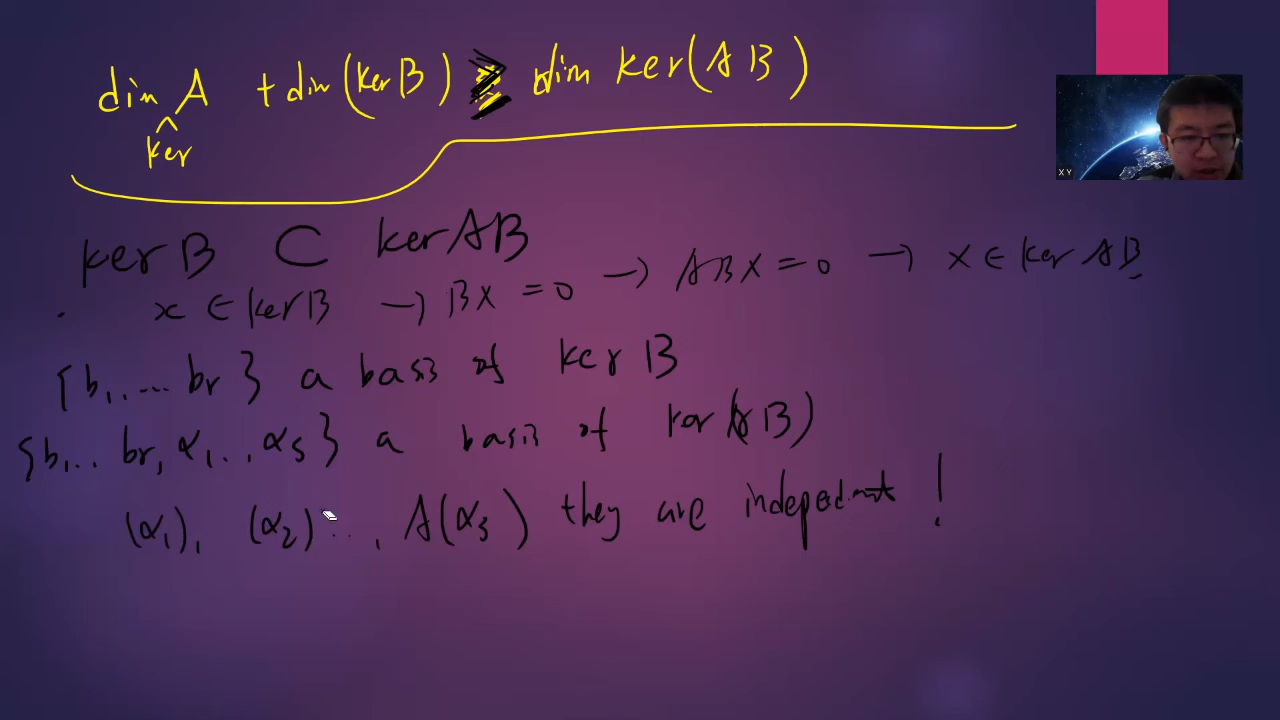 dim A + dim (ker B) ≥ dim ker(AB)
^
ker
ker B ⊂ ker AB
. x ∈ ker B → BX = 0 → ABX = 0 → x ∈ ker AB
{b1, ... br } a basis of ker B
{b1 .. br, α1 .., αs } a basis of ker (AB)
(α1), (α2) .., A(αs) they are independent !
X Y